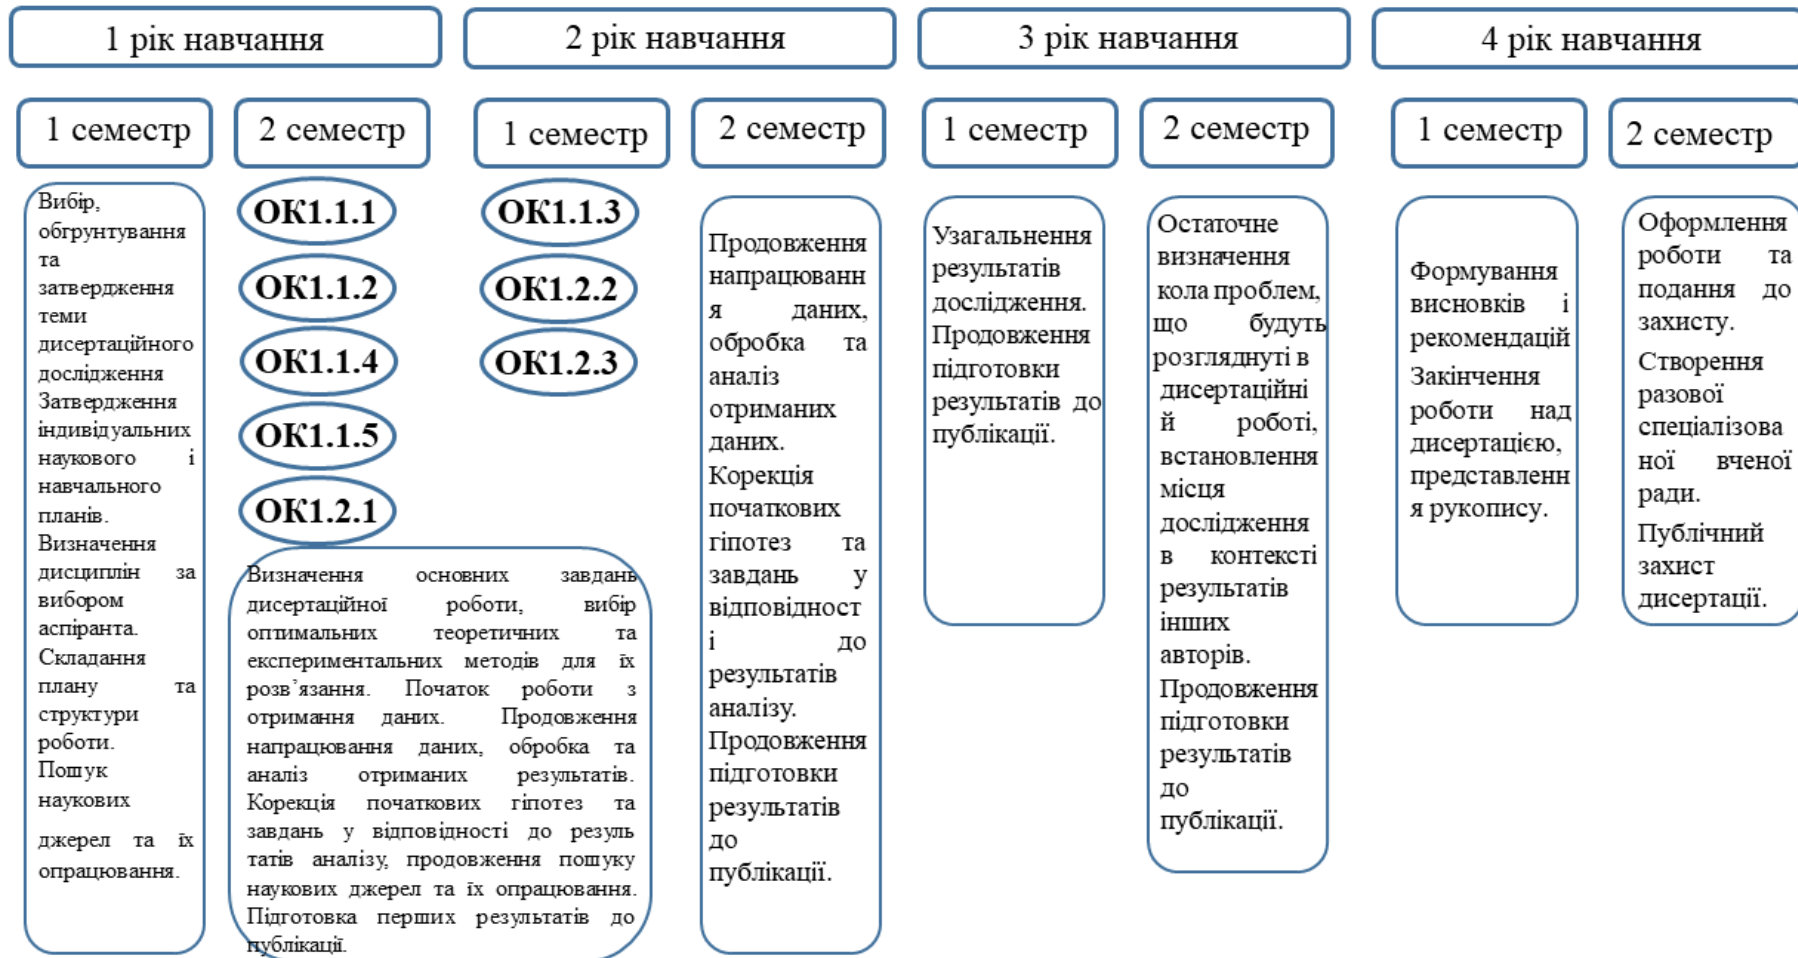 1 рік навчання
2 рік навчання
3 рік навчання
4 рік навчання
1 семестр
2 семестр
1 семестр
2 семестр
1 семестр
2 семестр
1 семестр
2 семестр
Вибір,
обгрунтування
та
затвердження
теми
дисертаційного
дослідження
Затвердження
індивідуальних
наукового і
навчального
планів.
Визначення
дисциплін за
вибором
аспіранта.
Складання
плану та
структури
роботи.
Пошук
наукових
джерел та їх
опрацювання.
ОК1.1.1
ОК1.1.2
ОК1.1.4
ОК1.1.5
ОК1.2.1
ОК1.1.3
ОК1.2.2
ОК1.2.3
Визначення основних завдань
дисертаційної роботи, вибір
оптимальних теоретичних та
експериментальних методів для їх
розв’язання. Початок роботи з
отримання даних. Продовження
напрацювання даних, обробка та
аналіз отриманих результатів.
Корекція початкових гіпотез та
завдань у відповідності до резуль
татів аналізу, продовження пошуку
наукових джерел та їх опрацювання.
Підготовка перших результатів до
публікації.
Продовження
напрацюванн
я даних,
обробка та
аналіз
отриманих
даних.
Корекція
початкових
гіпотез та
завдань у
відповідност
і до
результатів
аналізу.
Продовження
підготовки
результатів
до
публікації.
Узагальнення
результатів
дослідження.
Продовження
підготовки
результатів до
публікації.
Остаточне
визначення
кола проблем,
що будуть
розглянуті в
дисертаційні
й роботі,
встановлення
місця
дослідження
в контексті
результатів
інших
авторів.
Продовження
підготовки
результатів
до
публікації.
Формування
висновків і
рекомендацій
Закінчення
роботи над
дисертацією,
представленн
я рукопису.
Оформлення
роботи та
подання до
захисту.
Створення
разової
спеціалізова
ної вченої
ради.
Публічний
захист
дисертації.